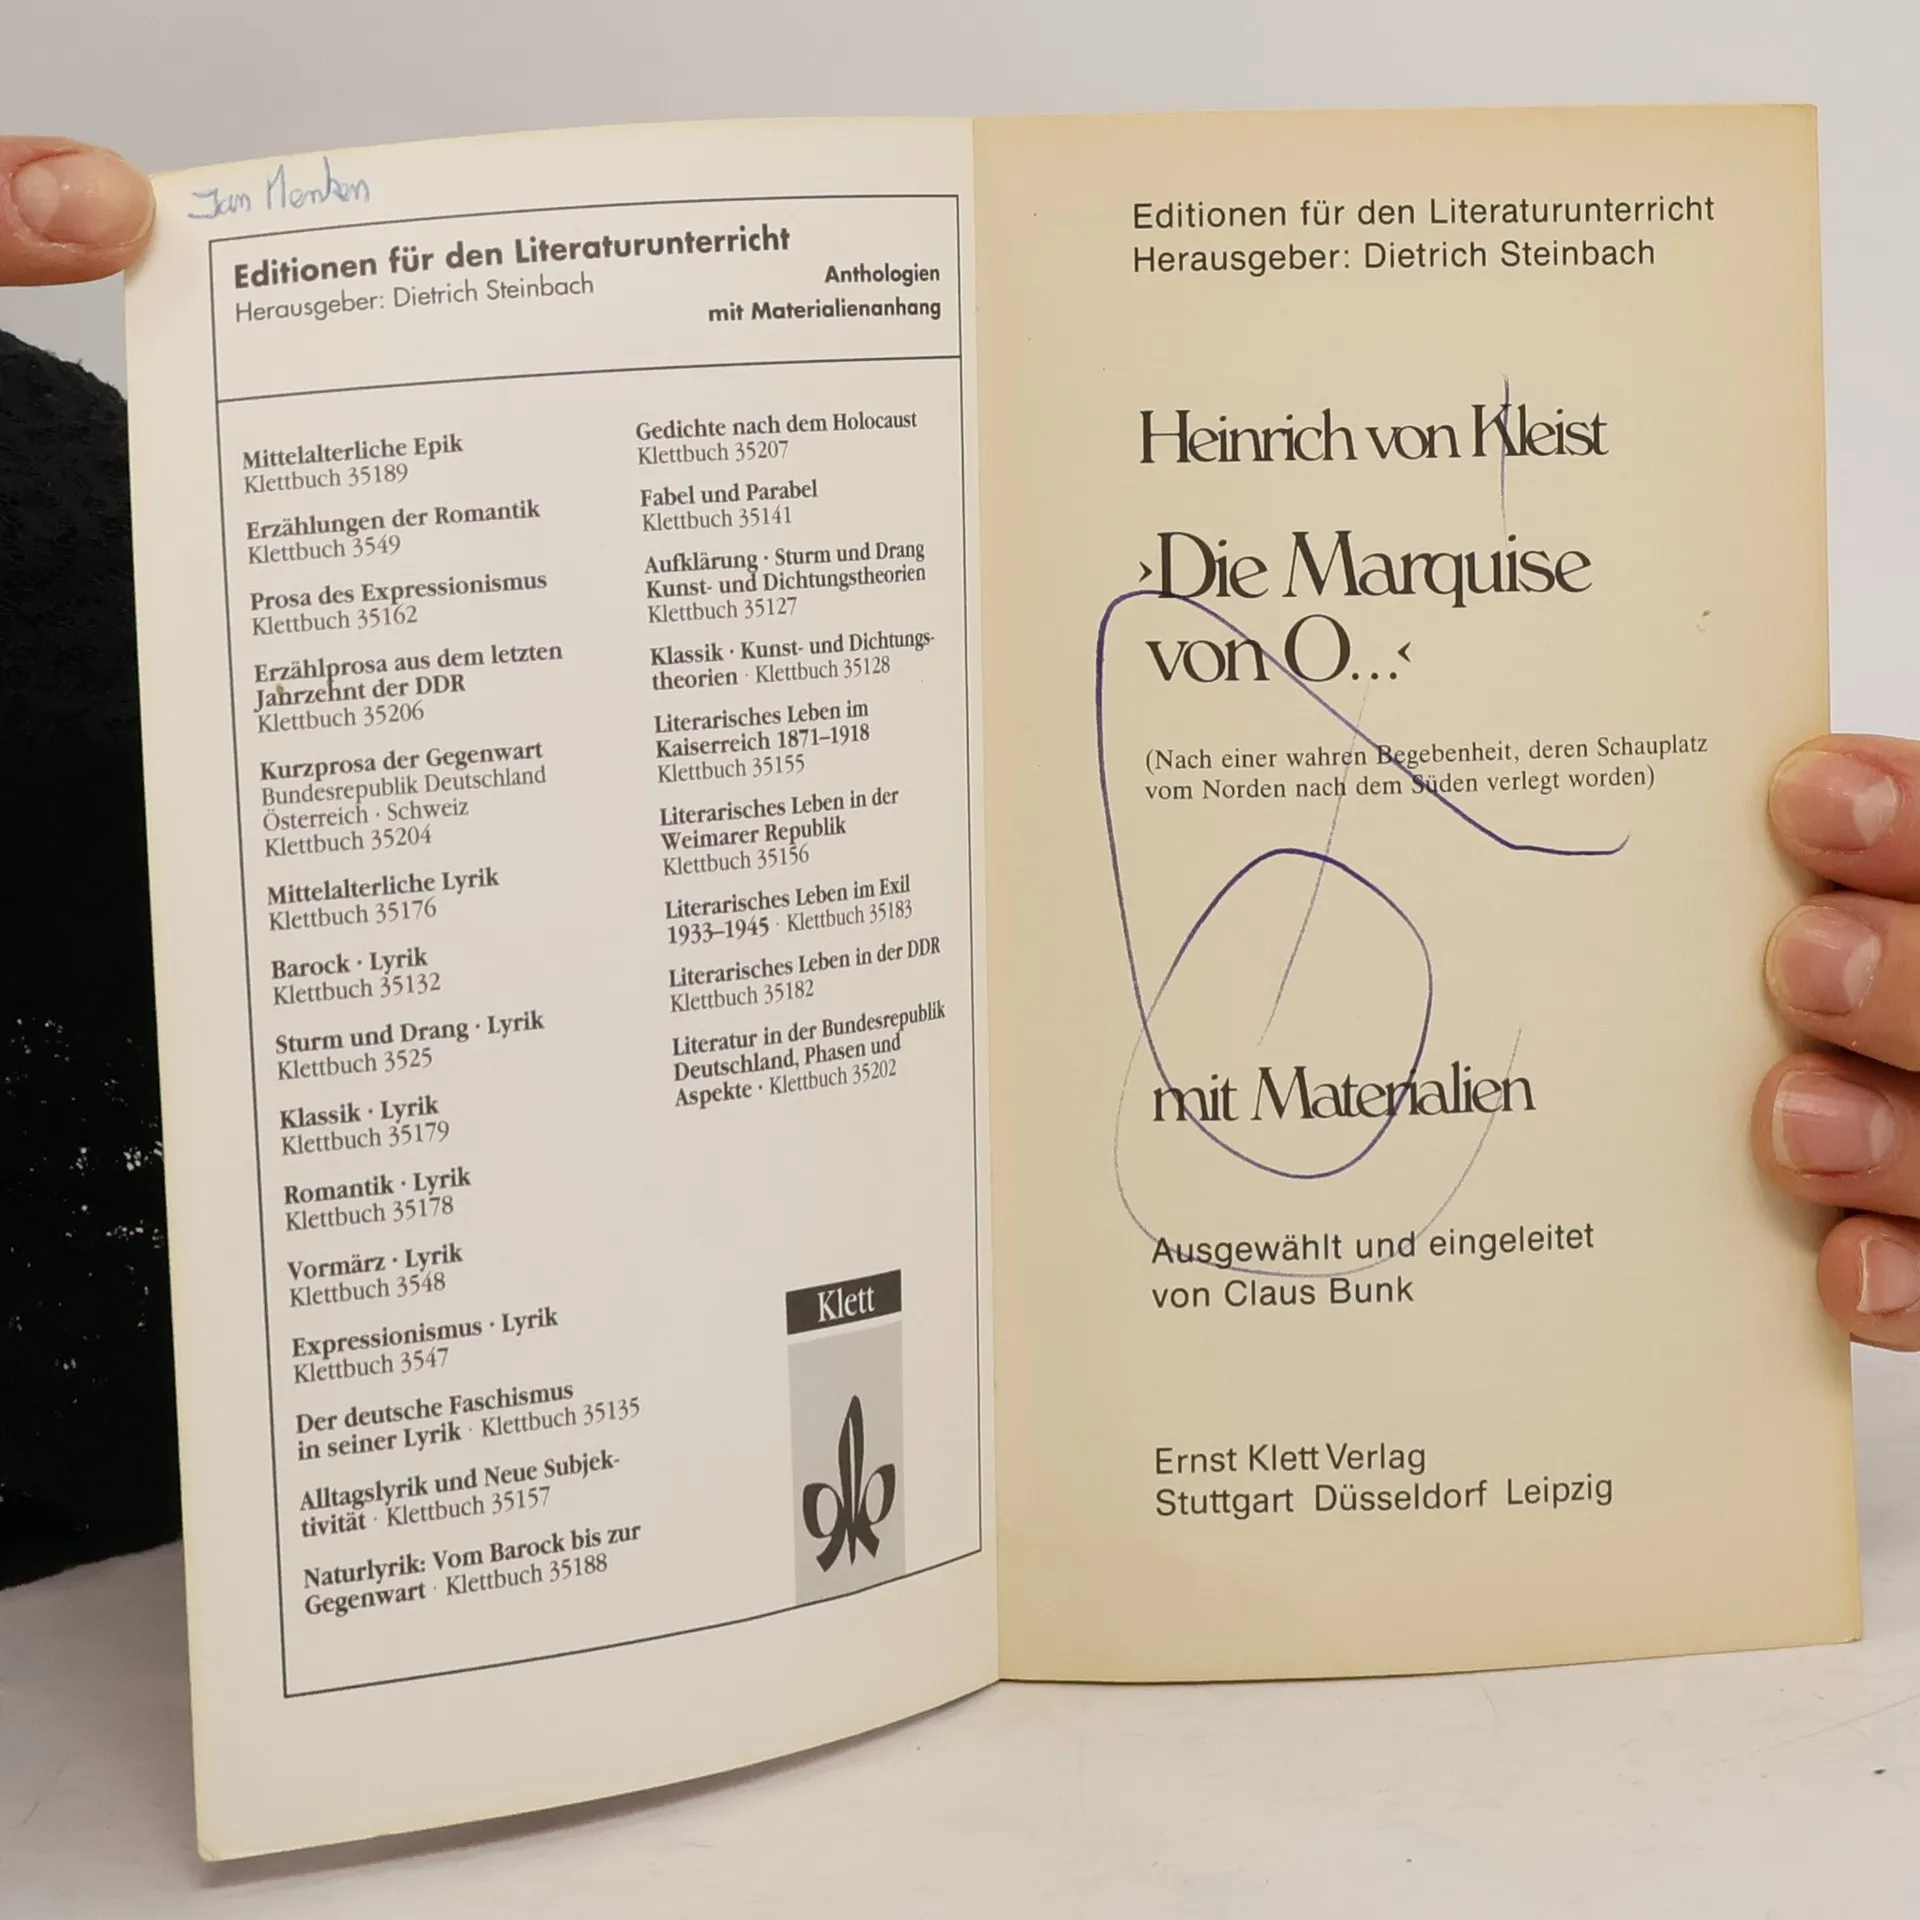 Jan Menken
Editionen für den Literaturunterricht
Herausgeber: Dietrich Steinbach
Anthologien
mit Materialienanhang
Mittelalterliche Epik
Klettbuch 35189
Erzählungen der Romantik
Klettbuch 3549
Prosa des Expressionismus
Klettbuch 35162
Erzählprosa aus dem letzten
Jahrzehnt der DDR
Klettbuch 35206
Kurzprosa der Gegenwart
Bundesrepublik Deutschland
Österreich · Schweiz
Klettbuch 35204
Mittelalterliche Lyrik
Klettbuch 35176
Barock · Lyrik
Klettbuch 35132
Sturm und Drang · Lyrik
Klettbuch 3525
Klassik · Lyrik
Klettbuch 35179
Romantik · Lyrik
Klettbuch 35178
Vormärz · Lyrik
Klettbuch 3548
Expressionismus · Lyrik
Klettbuch 3547
Der deutsche Faschismus
in seiner Lyrik · Klettbuch 35135
Alltagslyrik und Neue Subjek-
tivität · Klettbuch 35157
Naturlyrik: Vom Barock bis zur
Gegenwart · Klettbuch 35188
Gedichte nach dem Holocaust
Klettbuch 35207
Fabel und Parabel
Klettbuch 35141
Aufklärung · Sturm und Drang
Kunst- und Dichtungstheorien
Klettbuch 35127
Klassik · Kunst- und Dichtungs-
theorien · Klettbuch 35128
Literarisches Leben im
Kaiserreich 1871–1918
Klettbuch 35155
Literarisches Leben in der
Weimarer Republik
Klettbuch 35156
Literarisches Leben im Exil
1933–1945 · Klettbuch 35183
Literarisches Leben in der DDR
Klettbuch 35182
Literatur in der Bundesrepublik
Deutschland, Phasen und
Aspekte · Klettbuch 35202
Klett
Editionen für den Literaturunterricht
Herausgeber: Dietrich Steinbach
Heinrich von Kleist
›Die Marquise
von O...‹
(Nach einer wahren Begebenheit, deren Schauplatz
vom Norden nach dem Süden verlegt worden)
mit Materialien
Ausgewählt und eingeleitet
von Claus Bunk
Ernst Klett Verlag
Stuttgart Düsseldorf Leipzig